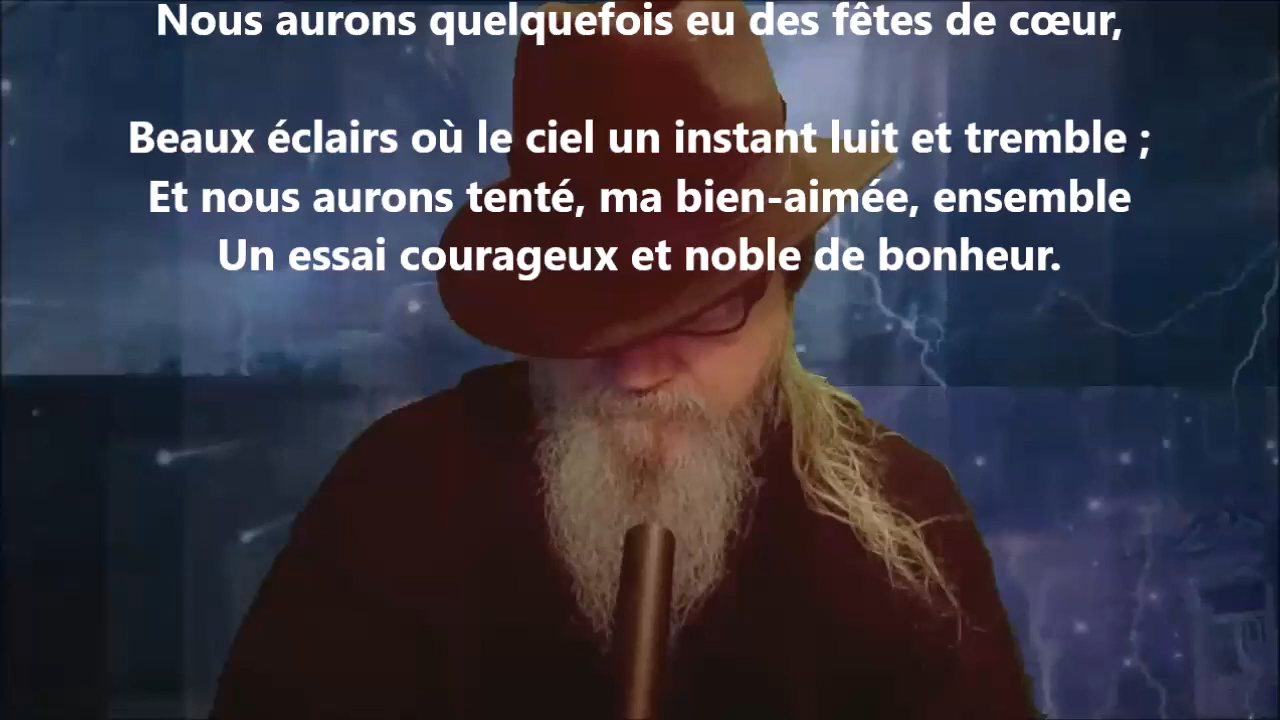 Nous aurons quelquefois eu des fêtes de cœur,
Beaux éclairs où le ciel un instant luit et tremble ;
Et nous aurons tenté, ma bien-aimée, ensemble
Un essai courageux et noble de bonheur.